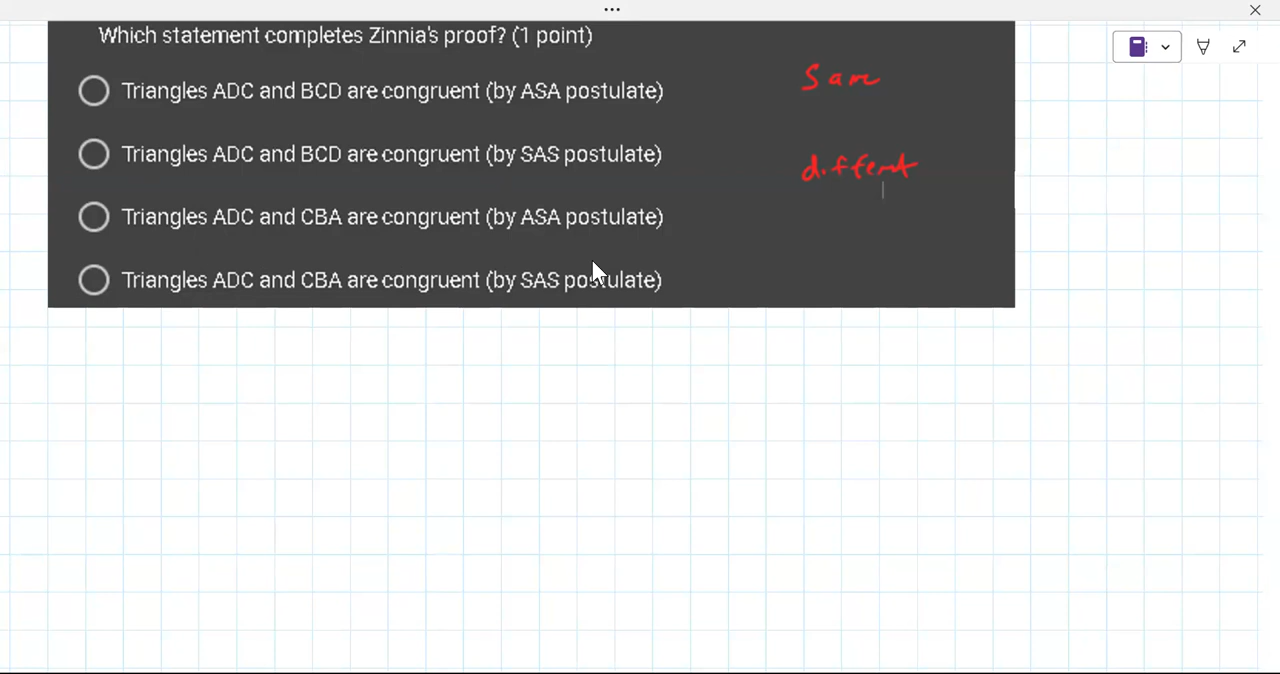 Which statement completes Zinnia's proof? (1 point)
Triangles ADC and BCD are congruent (by ASA postulate)
Same
Triangles ADC and BCD are congruent (by SAS postulate)
different
Triangles ADC and CBA are congruent (by ASA postulate)
Triangles ADC and CBA are congruent (by SAS postulate)